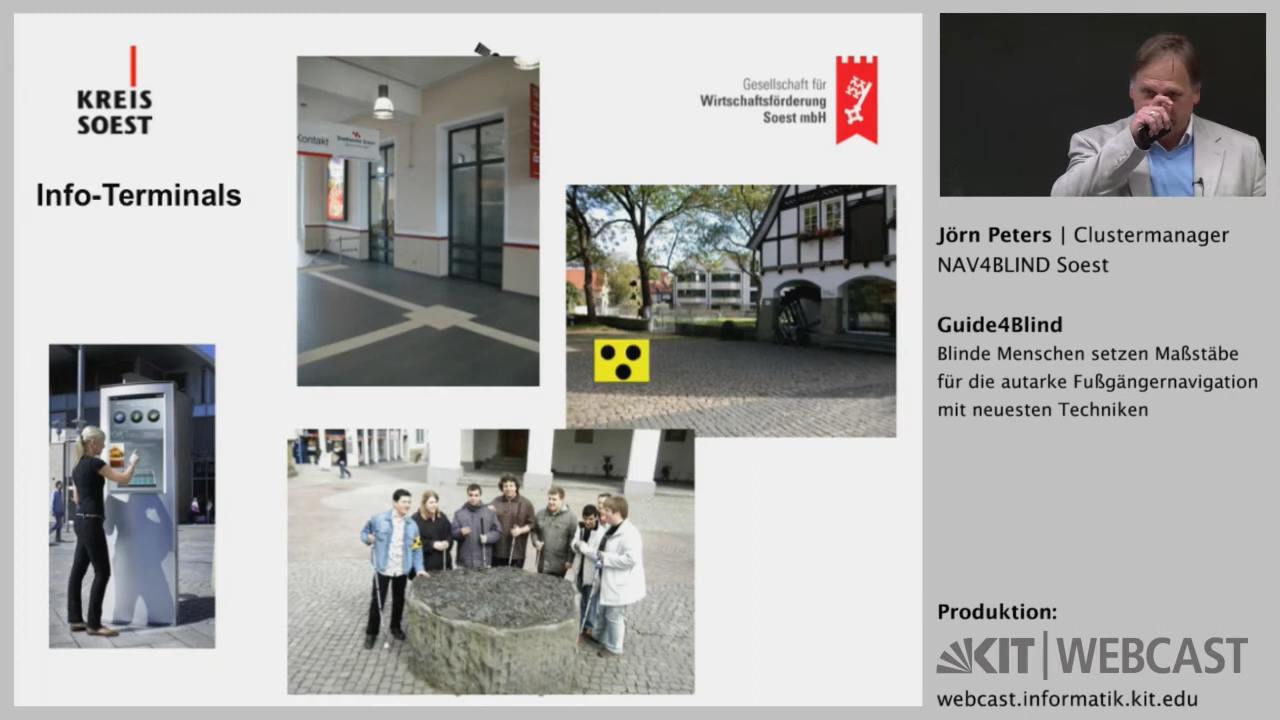 KREIS
SOEST
Info-Terminals
Kontakt
Gesellschaft für
Wirtschaftsförderung
Soest mbH
Jörn Peters | Clustermanager
NAV4BLIND Soest
Guide4Blind
Blinde Menschen setzen Maßstäbe
für die autarke Fußgängernavigation
mit neuesten Techniken
Produktion:
KIT | WEBCAST
webcast.informatik.kit.edu